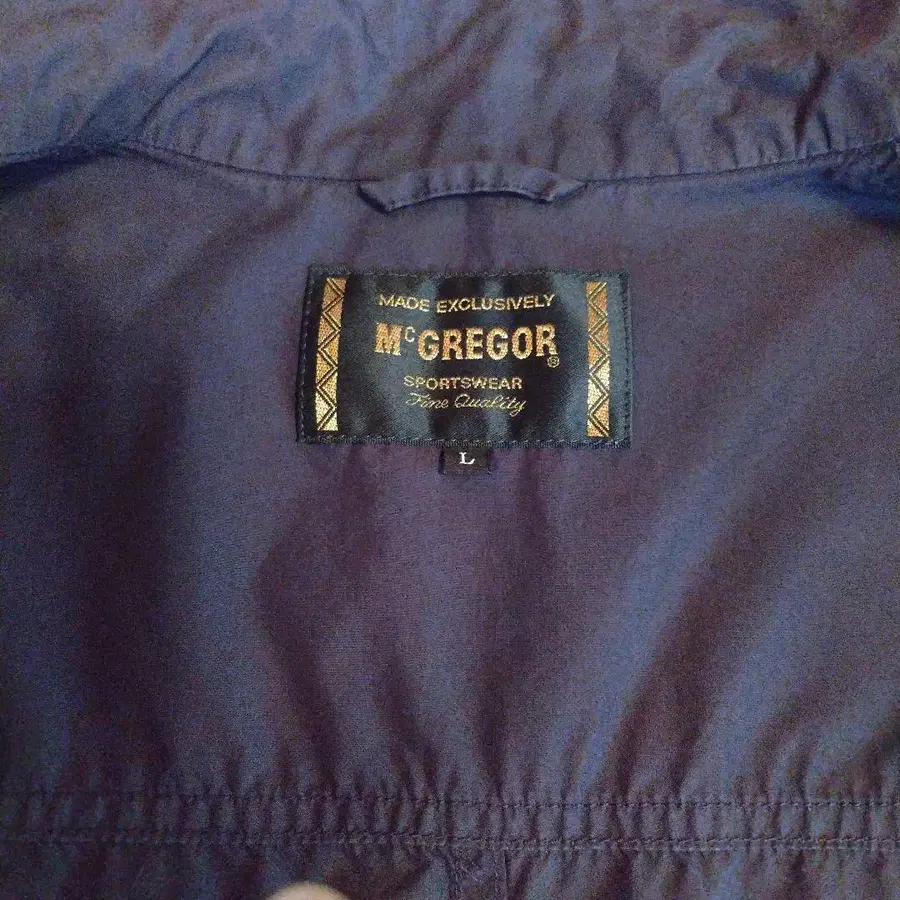 MADE EXCLUSIVELY
McGREGOR®
SPORTSWEAR
Fine Quality
L